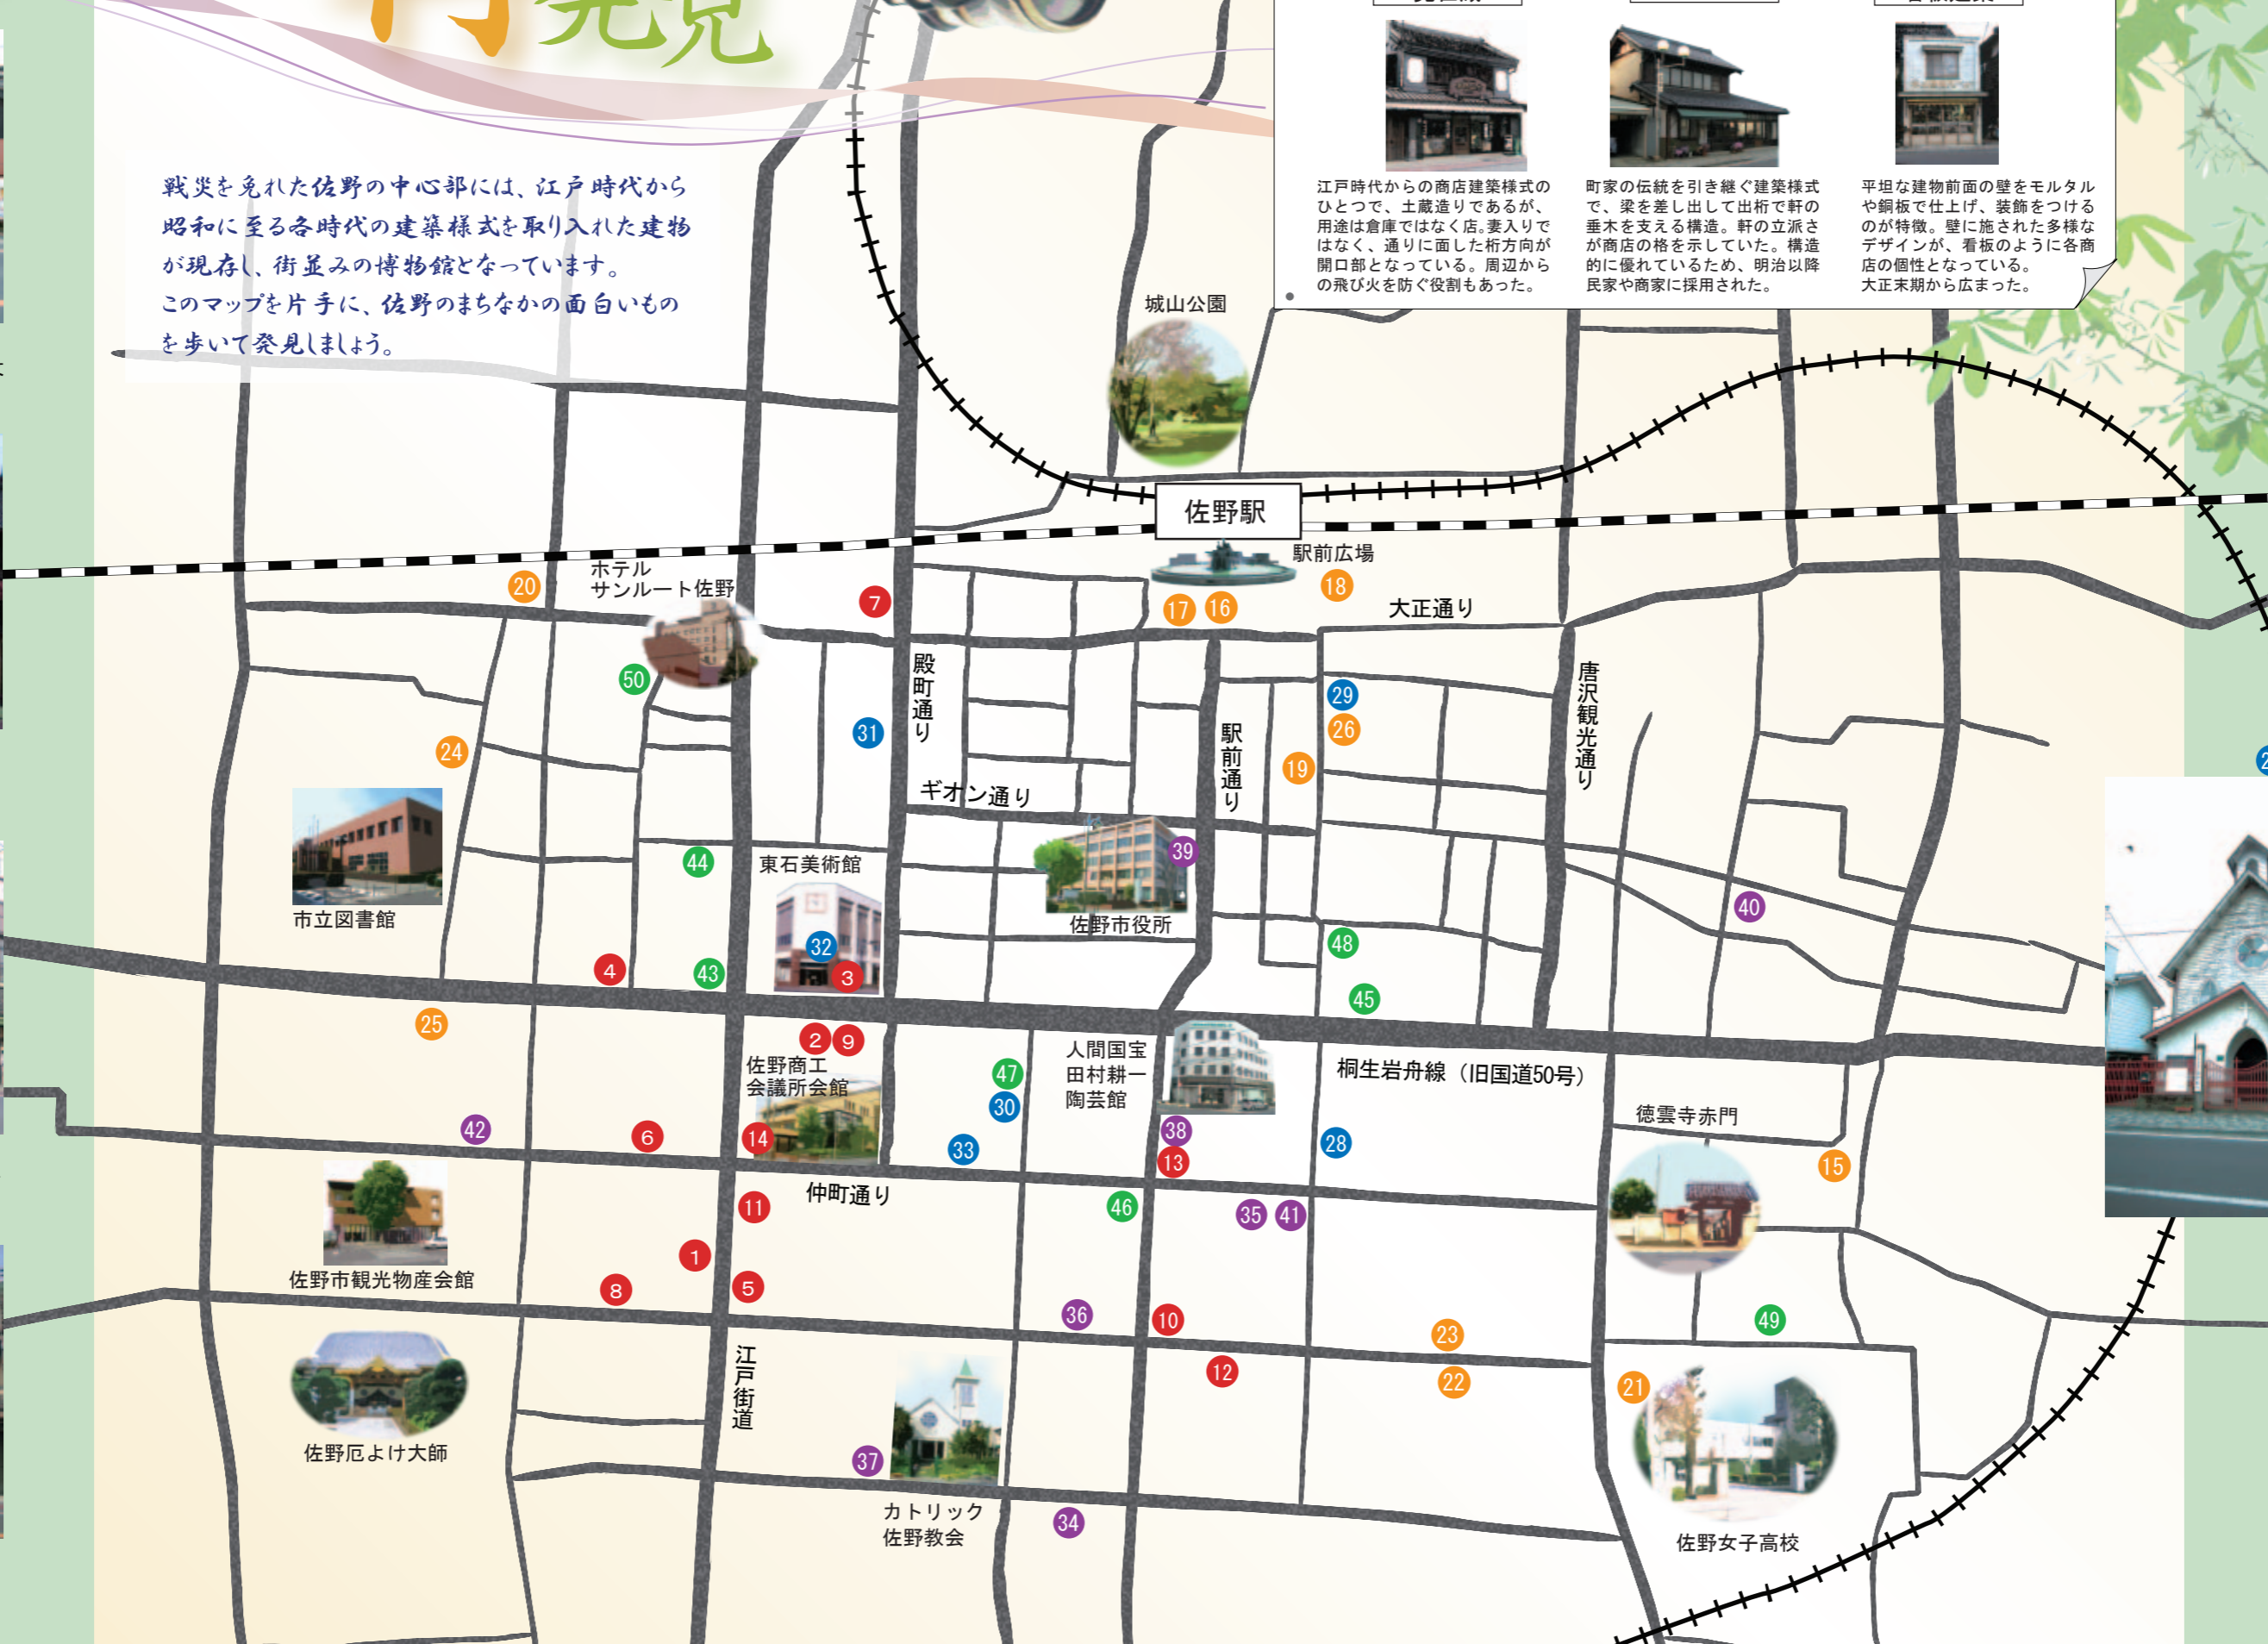 発見
戦災を免れた佐野の中心部には、江戸時代から
昭和に至る各時代の建築様式を取り入れた建物
が現存し、街並みの博物館となっています。
このマップを片手に、佐野のまちなかの面白いもの
を歩いて発見しましょう。
江戸時代からの商店建築様式の
ひとつで、土蔵造りであるが、
用途は倉庫ではなく店。妻入りで
はなく、通りに面した桁方向が
開口部となっている。周辺から
の飛び火を防ぐ役割もあった。
町家の伝統を引き継ぐ建築様式
で、梁を差し出して出桁で軒の
垂木を支える構造。軒の立派さ
が商店の格を示していた。構造
的に優れているため、明治以降
民家や商家に採用された。
平坦な建物前面の壁をモルタル
や銅板で仕上げ、装飾をつける
のが特徴。壁に施された多様な
デザインが、看板のように各商
店の個性となっている。
大正末期から広まった。
城山公園
佐野駅
駅前広場
ホテル
サンルート佐野
20
7
17
16
18
大正通り
50
殿町通り
唐沢観光通り
29
31
26
駅前通り
24
19
ギオン通り
44
東石美術館
39
市立図書館
佐野市役所
40
32
48
4
43
3
45
25
2
9
人間国宝
田村耕一
陶芸館
佐野商工
会議所会館
47
30
桐生岩舟線（旧国道50号）
徳雲寺赤門
42
6
14
33
38
13
28
15
仲町通り
11
46
35
41
1
佐野市観光物産会館
8
5
36
10
23
49
江戸街道
12
22
21
佐野厄よけ大師
37
カトリック
佐野教会
34
佐野女子高校